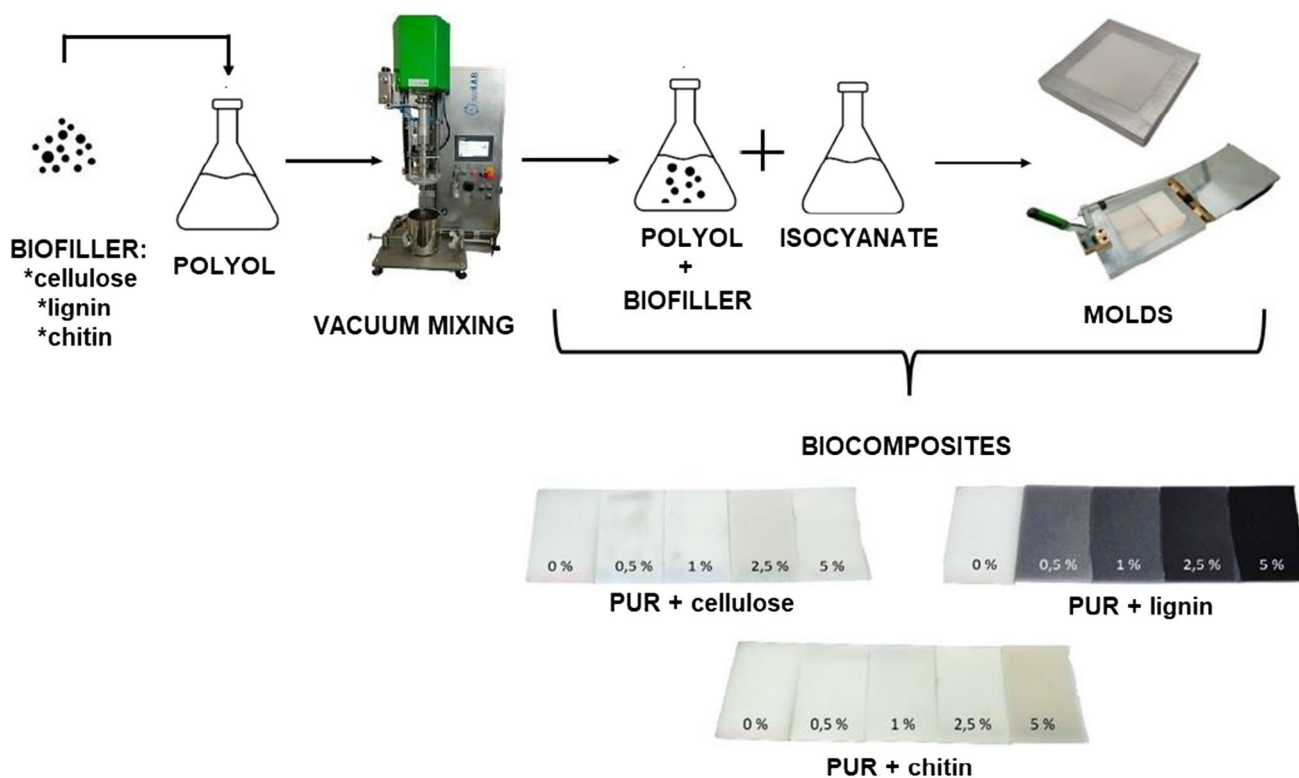 BIOFILLER:
*cellulose
*lignin
*chitin
POLYOL
VACUUM MIXING
POLYOL
+
BIOFILLER
+
ISOCYANATE
MOLDS
BIOCOMPOSITES
0 %
0,5 %
1 %
2,5 %
5 %
PUR + cellulose
0 %
0,5 %
1 %
2,5 %
5 %
PUR + lignin
0 %
0,5 %
1 %
2,5 %
5 %
PUR + chitin